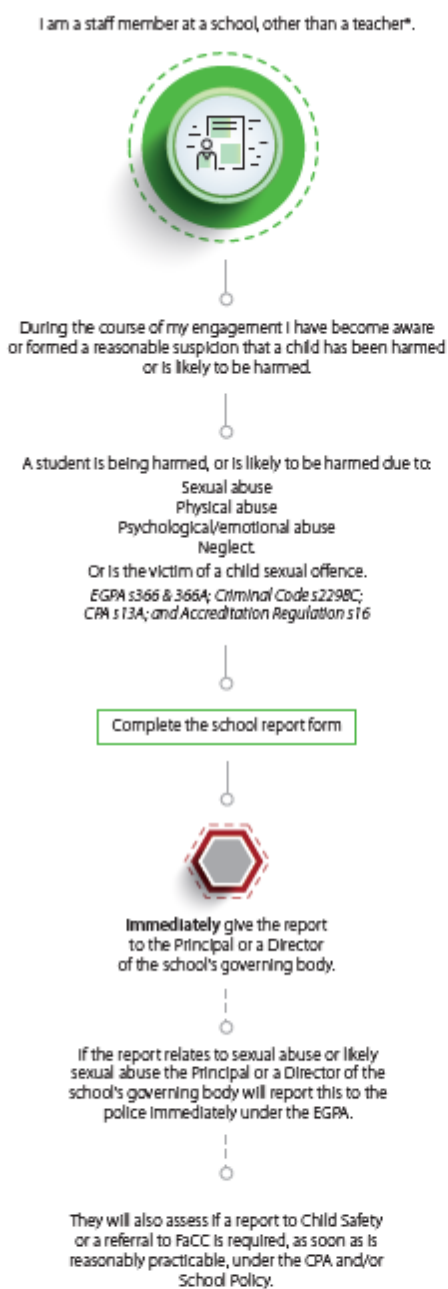 I am a staff member at a school, other than a teacher*.
During the course of my engagement I have become aware
or formed a reasonable suspicion that a child has been harmed
or is likely to be harmed.
A student is being harmed, or is likely to be harmed due to:
Sexual abuse
Physical abuse
Psychological/emotional abuse
Neglect.
Or is the victim of a child sexual offence.
EGPA s366 & 366A; Criminal Code s229BC;
CPA s13A; and Accreditation Regulation s16
Complete the school report form
Immediately give the report
to the Principal or a Director
of the school's governing body.
If the report relates to sexual abuse or likely
sexual abuse the Principal or a Director of the
school's governing body will report this to the
police immediately under the EGPA.
They will also assess if a report to Child Safety
or a referral to FaCC is required, as soon as is
reasonably practicable, under the CPA and/or
School Policy.